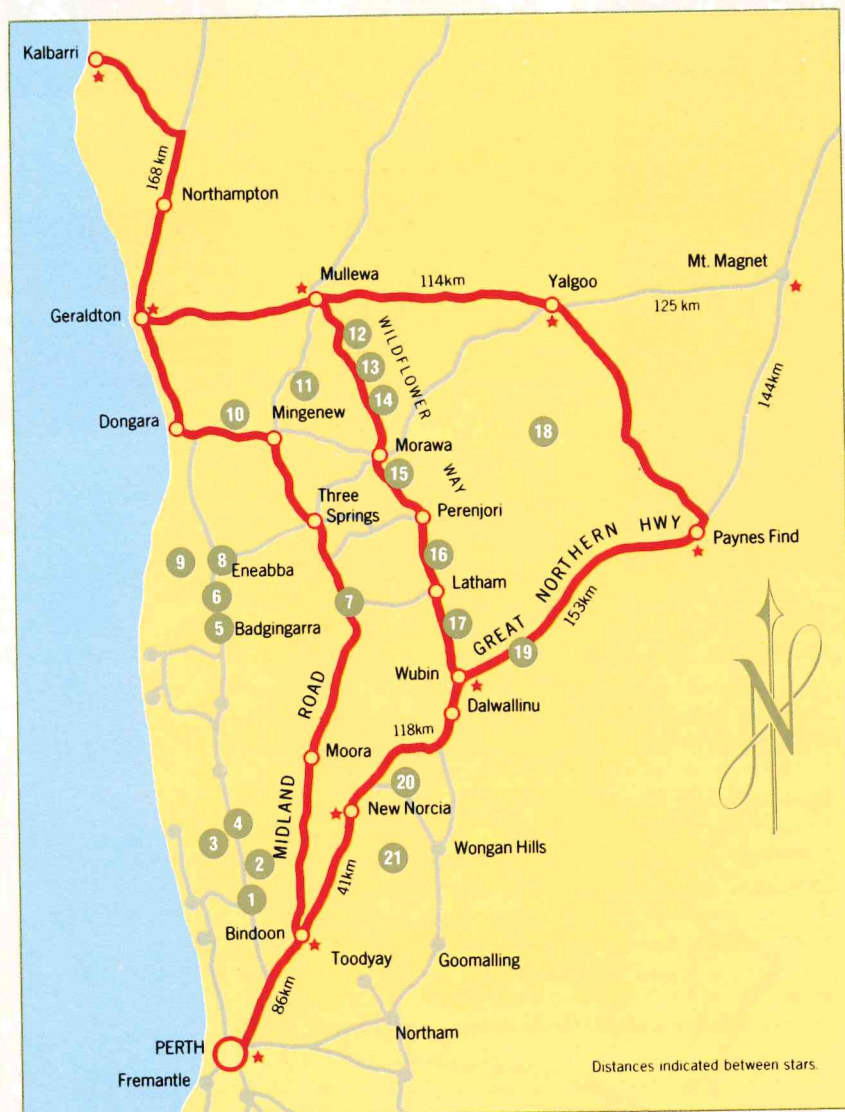 Kalbarri
168 km
Northampton
Mt. Magnet
Mullewa
114km
Yalgoo
125 km
Geraldton
144km
12
WILDFLOWER WAY
13
11
14
10
Mingenew
Dongara
18
Morawa
15
Three
Springs
Perenjori
GREAT NORTHERN HWY
Paynes Find
9
8
Eneabba
16
6
7
Latham
153km
5
Badgingarra
17
19
Wubin
MIDLAND ROAD
Dalwallinu
118km
Moora
20
New Norcia
4
3
2
21
Wongan Hills
41km
1
Bindoon
Toodyay
Goomalling
86km
Northam
PERTH
Fremantle
N
Distances indicated between stars.